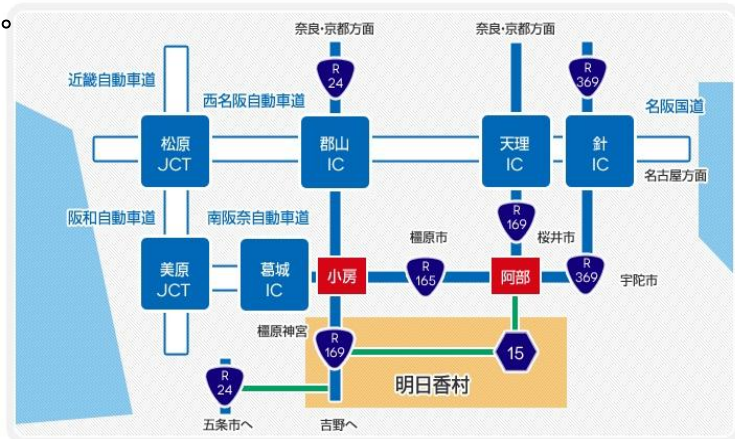 。
奈良・京都方面
奈良・京都方面
R
24
R
369
近畿自動車道
西名阪自動車道
名阪国道
松原
JCT
郡山
IC
天理
IC
針
IC
名古屋方面
阪和自動車道
南阪奈自動車道
R
169
橿原市
桜井市
美原
JCT
葛城
IC
小房
R
165
阿部
R
369
宇陀市
橿原神宮
R
169
15
R
24
明日香村
五条市へ
吉野へ